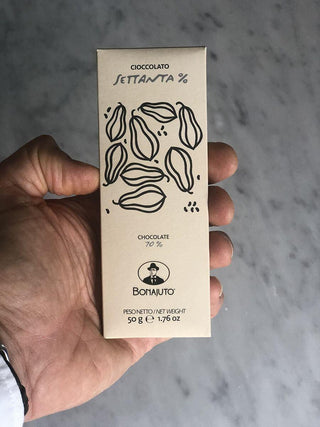 CIOCCOLATO
SETTANTA %
CHOCOLATE
70 %
BONAJUTO
PESO NETTO / NET WEIGHT
50 g e 1.76 oz